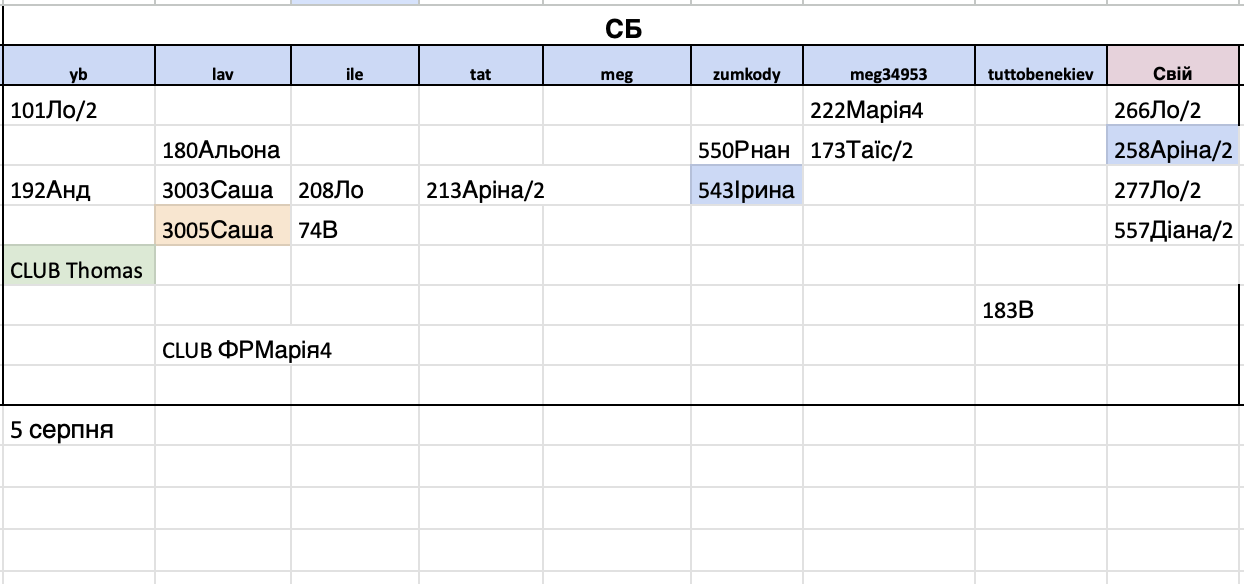 СБ
yb lav ile tat meg zumkody meg34953 tuttobenekiev Свій
101Ло/2 222Марія4 266Ло/2
180Альона 550Рнан 173Таїс/2 258Аріна/2
192Анд 3003Саша 208Ло 213Аріна/2 543Ірина 277Ло/2
3005Саша 74В 557Діана/2
CLUB Thomas
183В
CLUB ФРМарія4
5 серпня